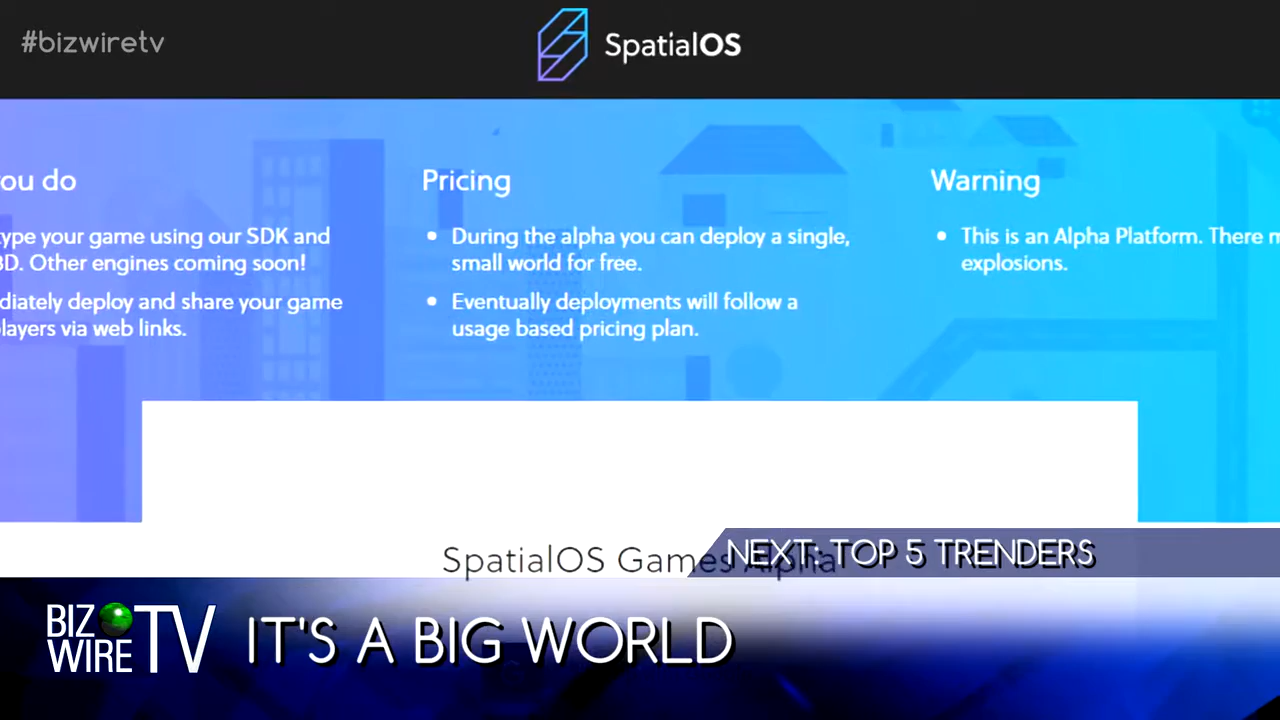 #bizwiretv
SpatialOS
ou do
Pricing
Warning
ype your game using our SDK and
D. Other engines coming soon!
diately deploy and share your game
layers via web links.
• During the alpha you can deploy a single,
small world for free.
• Eventually deployments will follow a
usage based pricing plan.
• This is an Alpha Platform. There m
explosions.
SpatialOS Games Alpha
NEXT: TOP 5 TRENDERS
BIZ WIRE TV
IT'S A BIG WORLD